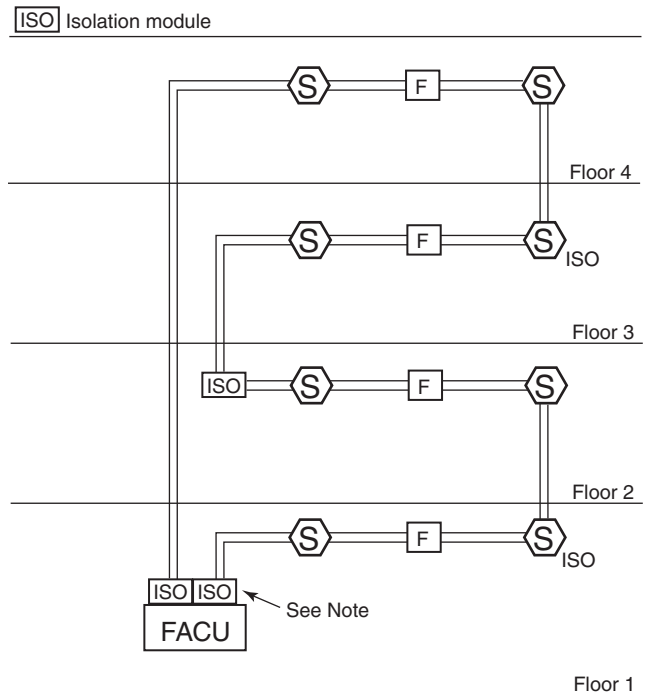 ISO Isolation module
S F S
Floor 4
S F S
ISO
Floor 3
ISO S F S
Floor 2
S F S
ISO
ISO ISO
See Note
FACU
Floor 1